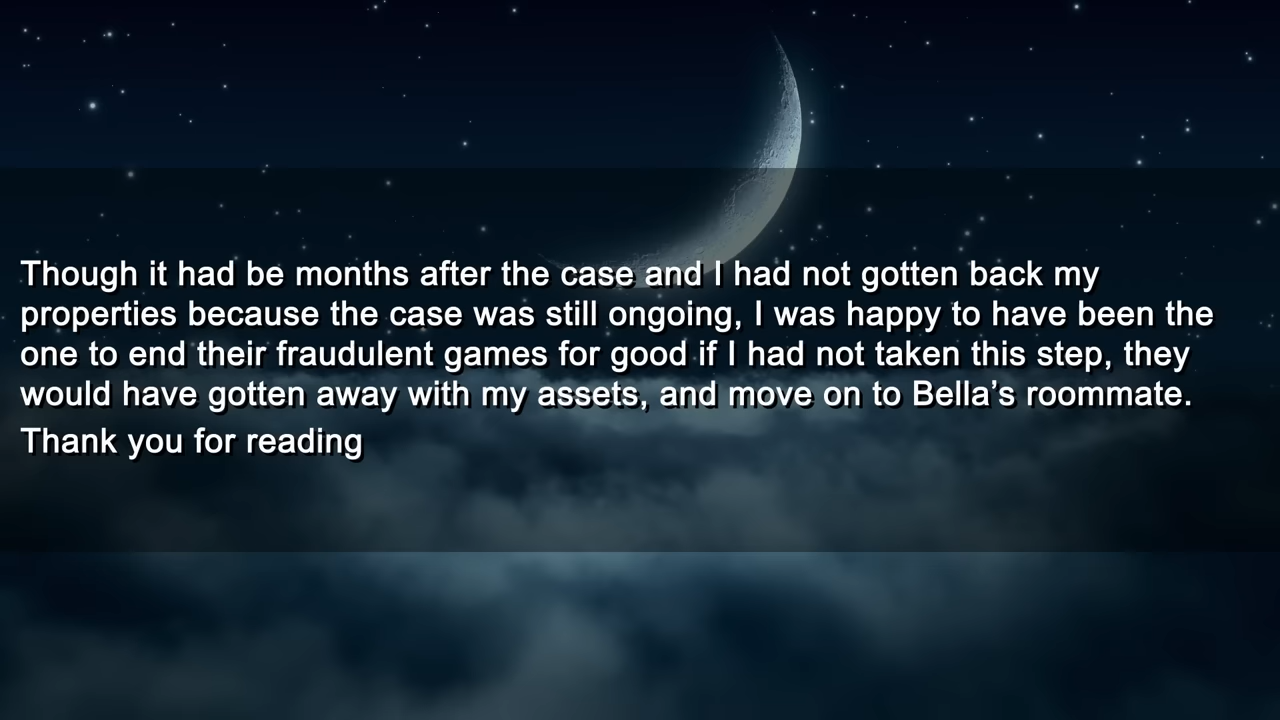 Though it had be months after the case and I had not gotten back my
properties because the case was still ongoing, I was happy to have been the
one to end their fraudulent games for good if I had not taken this step, they
would have gotten away with my assets, and move on to Bella’s roommate.
Thank you for reading